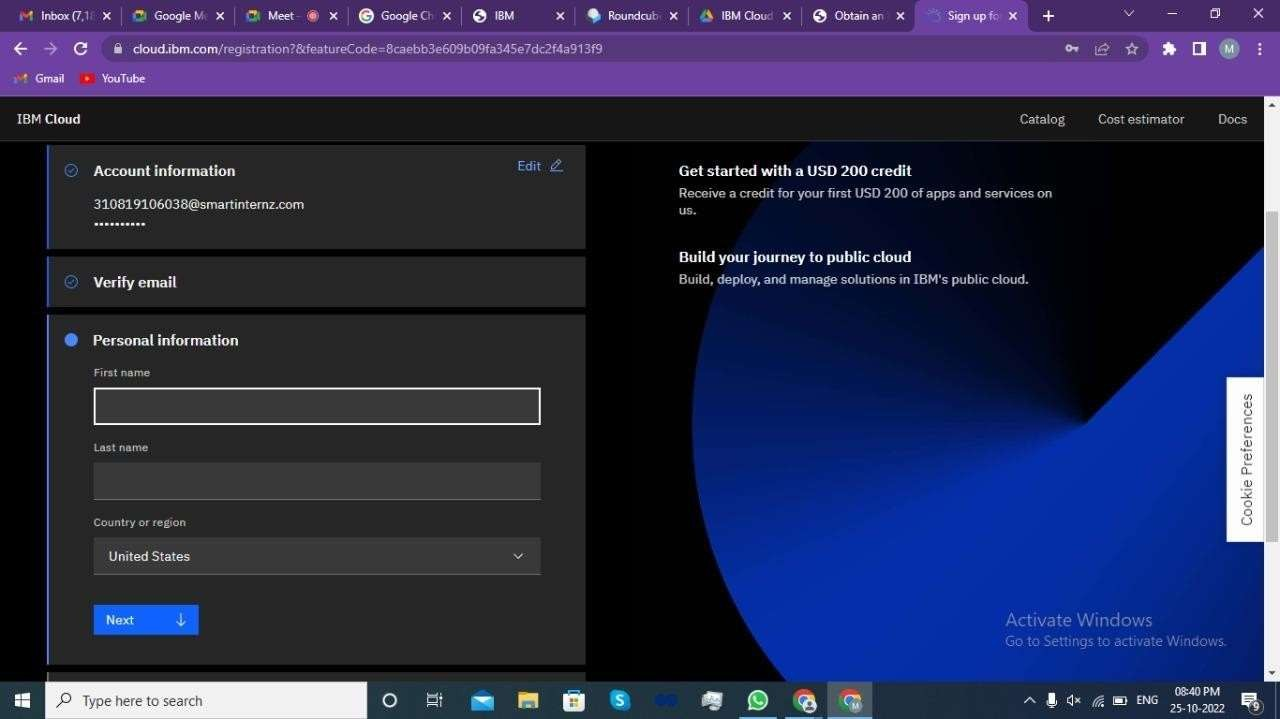 Inbox (7,18
Google Me
Meet -
Google Ch
IBM
Roundcub
IBM Cloud
Obtain an
Sign up fo
cloud.ibm.com/registration?&featureCode=8caebb3e609b09fa345e7dc2f4a913f9
M
Gmail
YouTube
IBM Cloud
Catalog
Cost estimator
Docs
Account information
Edit
310819106038@smartinternz.com
••••••••••
Verify email
Personal information
First name
Last name
Country or region
United States
Next
Get started with a USD 200 credit
Receive a credit for your first USD 200 of apps and services on
us.
Build your journey to public cloud
Build, deploy, and manage solutions in IBM's public cloud.
Cookie Preferences
Activate Windows
Go to Settings to activate Windows.
Type here to search
ENG
08:40 PM
25-10-2022
9